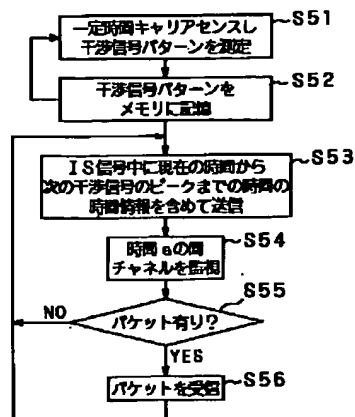 S51
一定時間キャリアセンスし
干渉信号パターンを測定
S52
干渉信号パターンを
メモリに記憶
S53
IS信号中に現在の時間から
次の干渉信号のピークまでの時間の
時間情報を含めて送信
S54
時間aの間
チャネルを監視
S55
パケット有り?
NO
YES
S56
パケットを受信